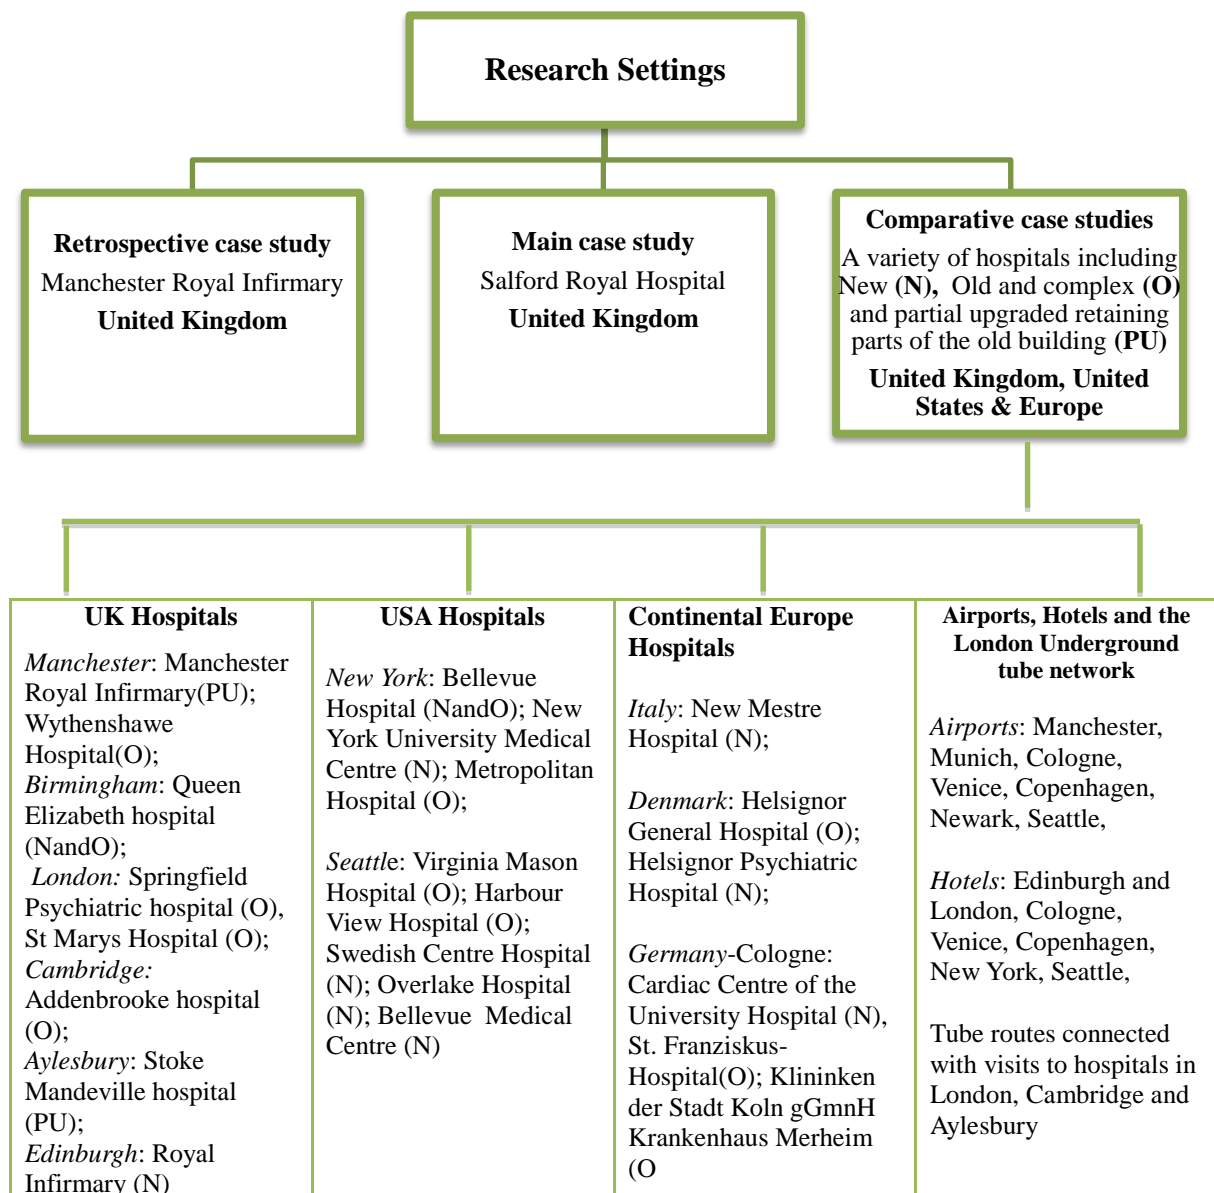 Research Settings
Retrospective case study
Manchester Royal Infirmary
United Kingdom
Main case study
Salford Royal Hospital
United Kingdom
Comparative case studies
A variety of hospitals including
New (N), Old and complex (O)
and partial upgraded retaining
parts of the old building (PU)
United Kingdom, United
States & Europe
UK Hospitals
Manchester: Manchester
Royal Infirmary(PU);
Wythenshawe
Hospital(O);
Birmingham: Queen
Elizabeth hospital
(NandO);
London: Springfield
Psychiatric hospital (O),
St Marys Hospital (O);
Cambridge:
Addenbrooke hospital
(O);
Aylesbury: Stoke
Mandeville hospital
(PU);
Edinburgh: Royal
Infirmary (N)
USA Hospitals
New York: Bellevue
Hospital (NandO); New
York University Medical
Centre (N); Metropolitan
Hospital (O);
Seattle: Virginia Mason
Hospital (O); Harbour
View Hospital (O);
Swedish Centre Hospital
(N); Overlake Hospital
(N); Bellevue Medical
Centre (N)
Continental Europe
Hospitals
Italy: New Mestre
Hospital (N);
Denmark: Helsignor
General Hospital (O);
Helsignor Psychiatric
Hospital (N);
Germany-Cologne:
Cardiac Centre of the
University Hospital (N),
St. Franziskus-
Hospital(O); Klininken
der Stadt Koln gGmnH
Krankenhaus Merheim
(O
Airports, Hotels and the
London Underground
tube network
Airports: Manchester,
Munich, Cologne,
Venice, Copenhagen,
Newark, Seattle,
Hotels: Edinburgh and
London, Cologne,
Venice, Copenhagen,
New York, Seattle,
Tube routes connected
with visits to hospitals in
London, Cambridge and
Aylesbury